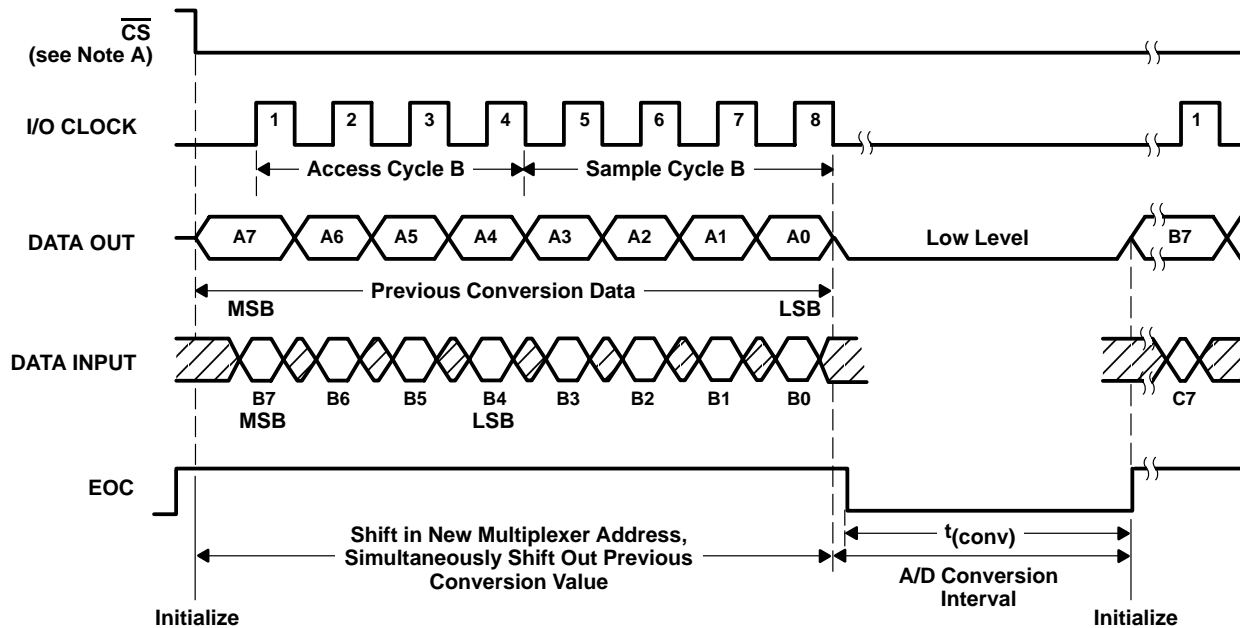 CS
(see Note A)
I/O CLOCK
1 2 3 4 5 6 7 8 1
Access Cycle B Sample Cycle B
DATA OUT
A7 A6 A5 A4 A3 A2 A1 A0 Low Level B7
Previous Conversion Data
MSB LSB
DATA INPUT
B7 B6 B5 B4 B3 B2 B1 B0 C7
MSB LSB
EOC
t(conv)
Shift in New Multiplexer Address,
Simultaneously Shift Out Previous
Conversion Value
A/D Conversion
Interval
Initialize Initialize